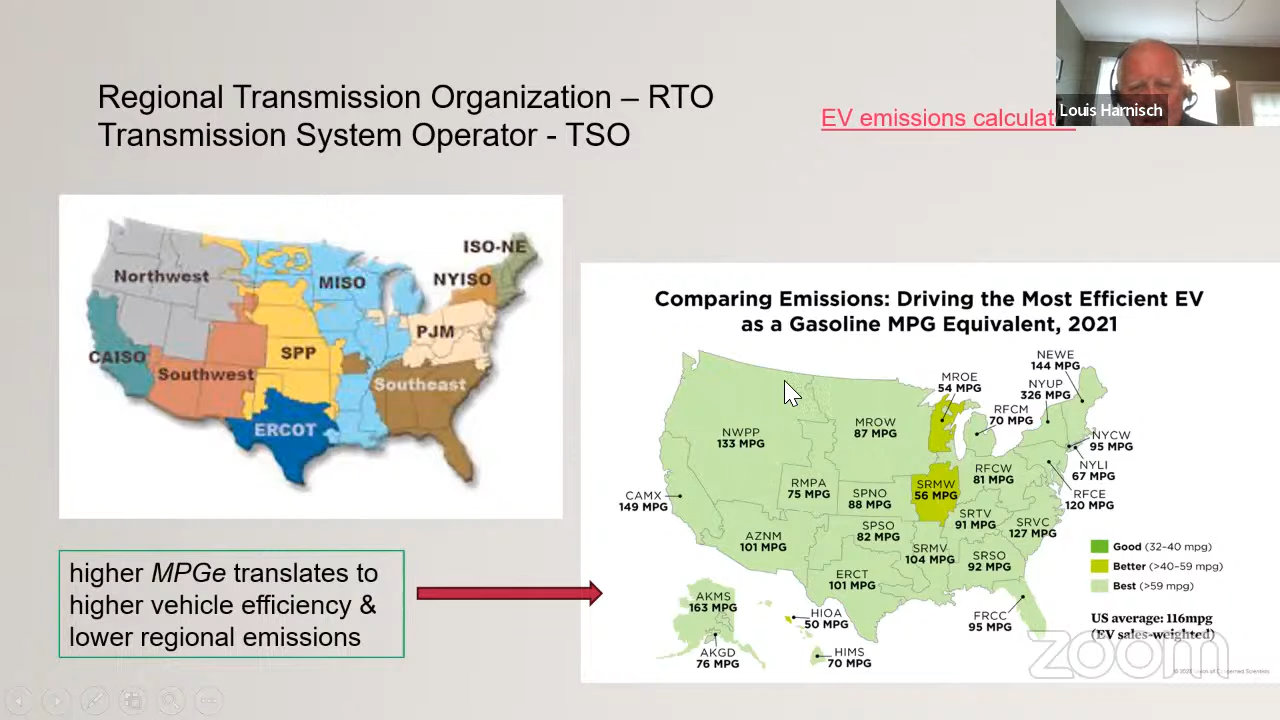 Regional Transmission Organization – RTO
Transmission System Operator - TSO
EV emissions calculat
Louis Harnisch
ISO-NE
Northwest
MISO
NYISO
PJM
CAISO
SPP
Southwest
Southeast
ERCOT
higher MPGe translates to
higher vehicle efficiency &
lower regional emissions
Comparing Emissions: Driving the Most Efficient EV
as a Gasoline MPG Equivalent, 2021
NEWE
144 MPG
MROE
54 MPG
NYUP
326 MPG
RFCM
70 MPG
NWPP
133 MPG
MROW
87 MPG
NYCW
95 MPG
NYLI
67 MPG
RFCW
81 MPG
RMPA
75 MPG
SRMW
56 MPG
SPNO
88 MPG
CAMX
149 MPG
RFCE
120 MPG
SRTV
91 MPG
SRVC
127 MPG
AZNM
101 MPG
SPSO
82 MPG
SRMV
104 MPG
SRSO
92 MPG
ERCT
101 MPG
Good (32–40 mpg)
Better (>40–59 mpg)
Best (>59 mpg)
AKMS
163 MPG
HIOA
50 MPG
FRCC
95 MPG
US average: 116mpg
(EV sales-weighted)
AKGD
76 MPG
HIMS
70 MPG
zoom